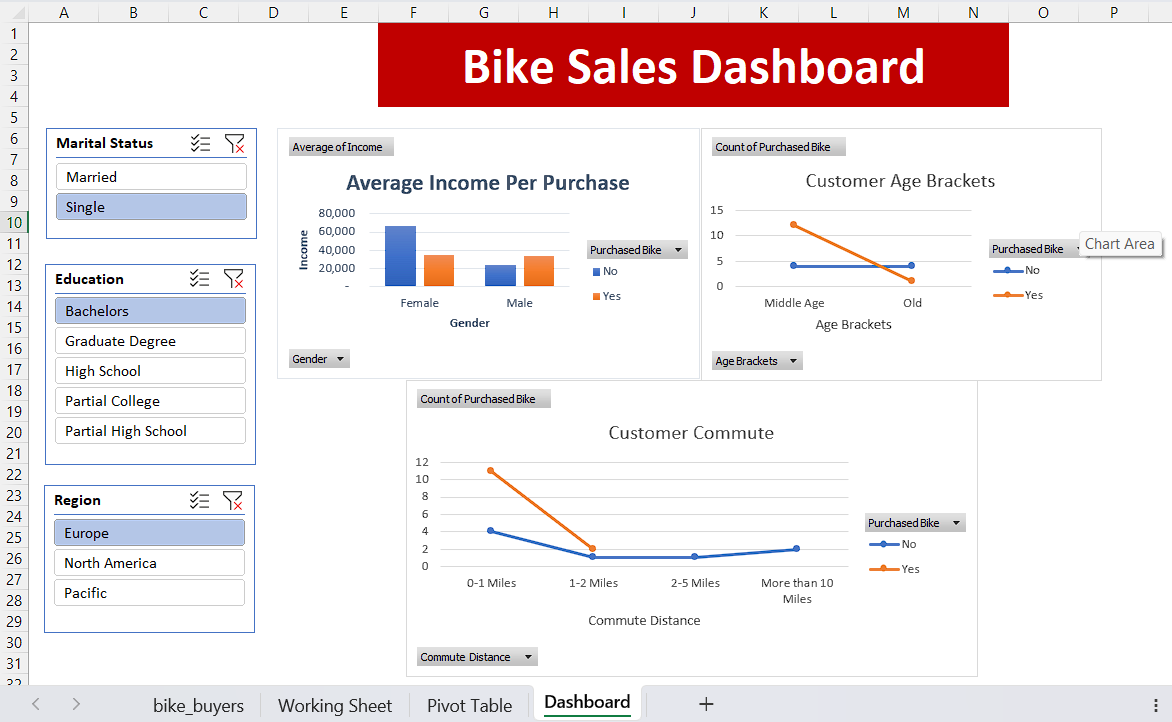 A B C D E F G H I J K L M N O P
1
2
3
4
5
6
7
8
9
10
11
12
13
14
15
16
17
18
19
20
21
22
23
24
25
26
27
28
29
30
31
32
Bike Sales Dashboard
Marital Status
Married
Single
Education
Bachelors
Graduate Degree
High School
Partial College
Partial High School
Region
Europe
North America
Pacific
Average of Income
Average Income Per Purchase
80,000
60,000
40,000
20,000
-
Income
Female Male
Gender
Purchased Bike
No
Yes
Gender
Count of Purchased Bike
Customer Age Brackets
15
10
5
0
Middle Age Old
Age Brackets
Purchased Bike
No
Yes
Chart Area
Age Brackets
Count of Purchased Bike
Customer Commute
12
10
8
6
4
2
0
0-1 Miles 1-2 Miles 2-5 Miles More than 10
Miles
Commute Distance
Purchased Bike
No
Yes
Commute Distance
bike_buyers Working Sheet Pivot Table Dashboard